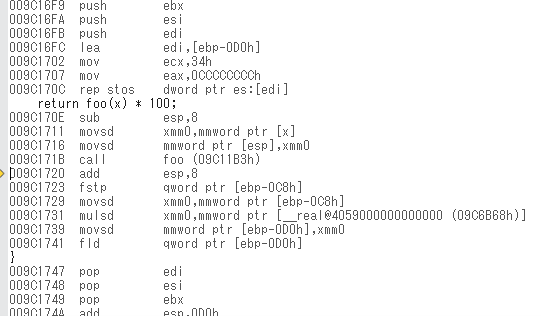 009C16F9 push ebx
009C16FA push esi
009C16FB push edi
009C16FC lea edi,[ebp-0D0h]
009C1702 mov ecx,34h
009C1707 mov eax,0CCCCCCCCh
009C170C rep stos dword ptr es:[edi]
return foo(x) * 100;
009C170E sub esp,8
009C1711 movsd xmm0,mmword ptr [x]
009C1716 movsd mmword ptr [esp],xmm0
009C171B call foo (09C11B3h)
009C1720 add esp,8
009C1723 fstp qword ptr [ebp-0C8h]
009C1729 movsd xmm0,mmword ptr [ebp-0C8h]
009C1731 mulsd xmm0,mmword ptr [__real@4059000000000000 (09C6B68h)]
009C1739 movsd mmword ptr [ebp-0D0h],xmm0
009C1741 fld qword ptr [ebp-0D0h]
}
009C1747 pop edi
009C1748 pop esi
009C1749 pop ebx
009C174A add esp,0D0h